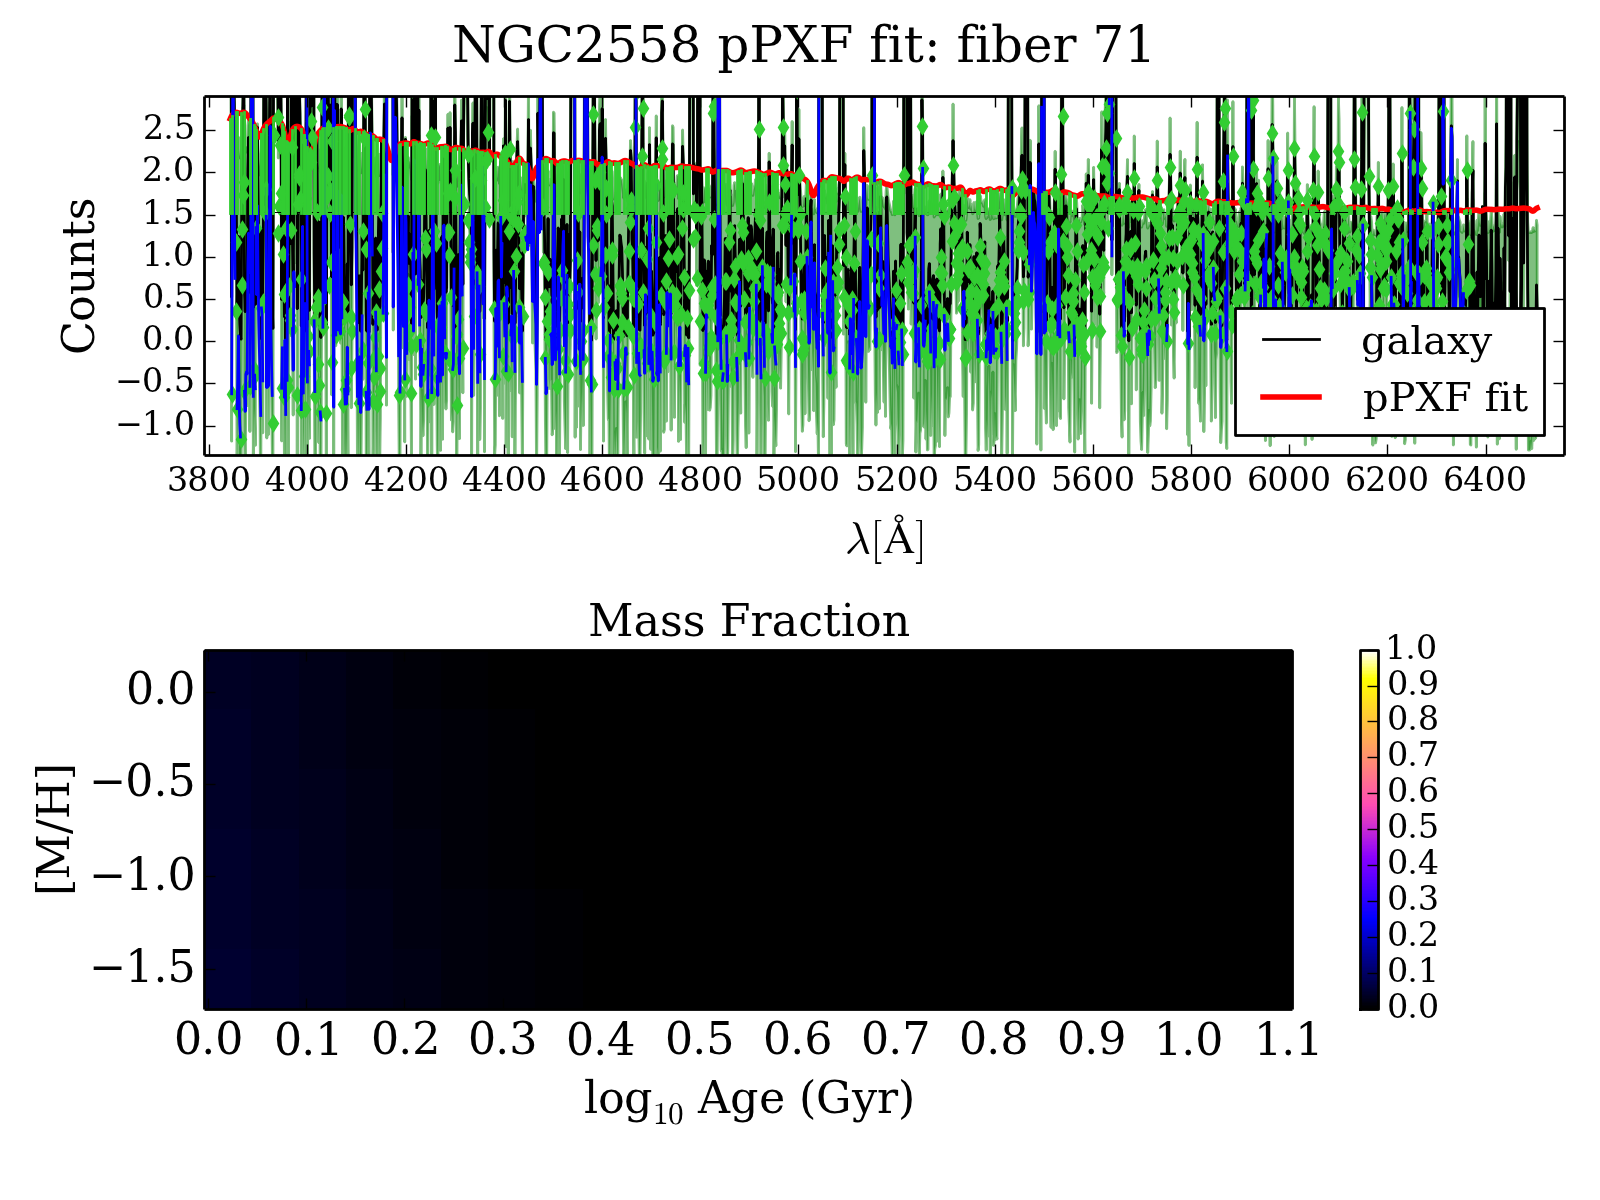 NGC2558 pPXF fit: fiber 71
Counts
2.5
2.0
1.5
1.0
0.5
0.0
−0.5
−1.0
galaxy
pPXF fit
3800 4000 4200 4400 4600 4800 5000 5200 5400 5600 5800 6000 6200 6400
λ[Å]
Mass Fraction
[M/H]
0.0
−0.5
−1.0
−1.5
0.0 0.1 0.2 0.3 0.4 0.5 0.6 0.7 0.8 0.9 1.0 1.1
log₁₀ Age (Gyr)
1.0
0.9
0.8
0.7
0.6
0.5
0.4
0.3
0.2
0.1
0.0